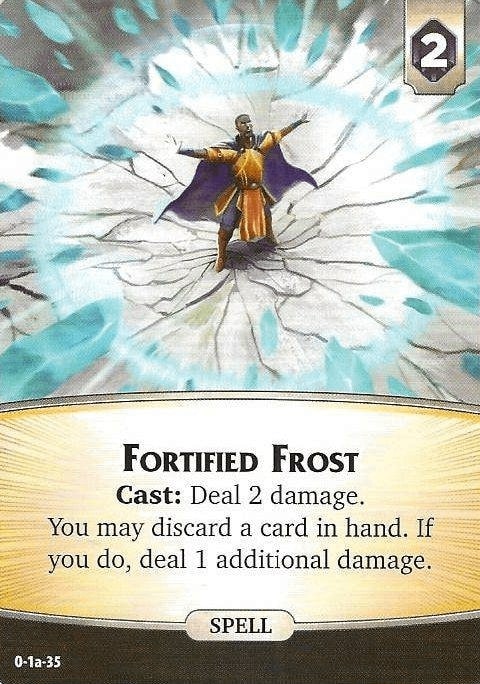 2
Fortified Frost
Cast: Deal 2 damage.
You may discard a card in hand. If
you do, deal 1 additional damage.
SPELL
0-1a-35